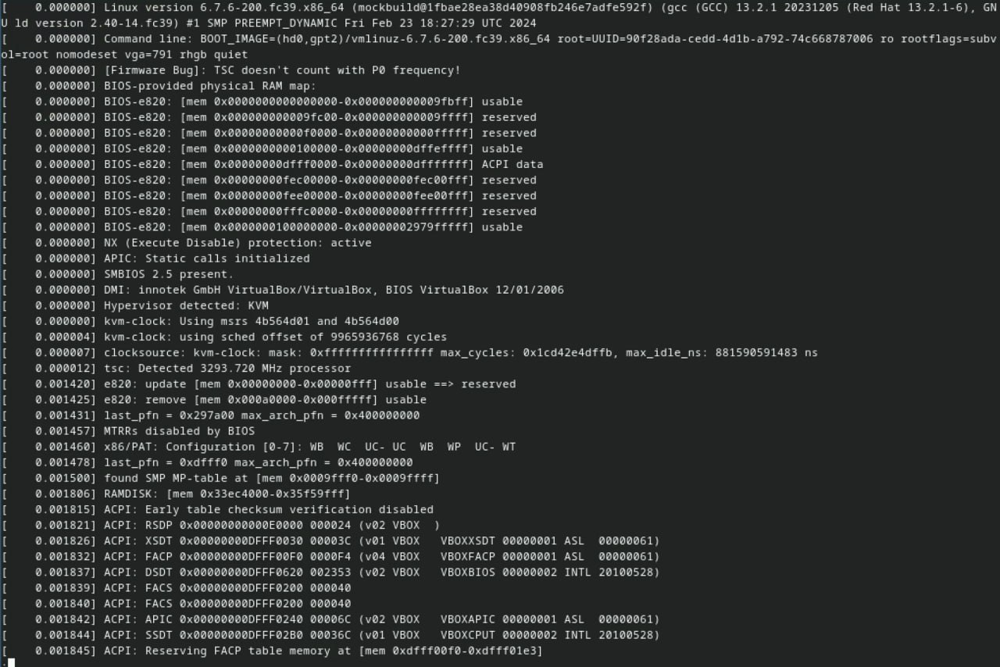 [    0.000000] Linux version 6.7.6-200.fc39.x86_64 (mockbuild@1fbae28ea38d40908fb246e7adfe592f) (gcc (GCC) 13.2.1 20231205 (Red Hat 13.2.1-6), GN
U ld version 2.40-14.fc39) #1 SMP PREEMPT_DYNAMIC Fri Feb 23 18:27:29 UTC 2024
[    0.000000] Command line: BOOT_IMAGE=(hd0,gpt2)/vmlinuz-6.7.6-200.fc39.x86_64 root=UUID=90f28ada-cedd-4d1b-a792-74c668787006 ro rootflags=subv
ol=root nomodeset vga=791 rhgb quiet
[    0.000000] [Firmware Bug]: TSC doesn't count with P0 frequency!
[    0.000000] BIOS-provided physical RAM map:
[    0.000000] BIOS-e820: [mem 0x0000000000000000-0x000000000009fbff] usable
[    0.000000] BIOS-e820: [mem 0x000000000009fc00-0x000000000009ffff] reserved
[    0.000000] BIOS-e820: [mem 0x00000000000f0000-0x00000000000fffff] reserved
[    0.000000] BIOS-e820: [mem 0x0000000000100000-0x00000000dffeffff] usable
[    0.000000] BIOS-e820: [mem 0x00000000dfff0000-0x00000000dfffffff] ACPI data
[    0.000000] BIOS-e820: [mem 0x00000000fec00000-0x00000000fec00fff] reserved
[    0.000000] BIOS-e820: [mem 0x00000000fee00000-0x00000000fee00fff] reserved
[    0.000000] BIOS-e820: [mem 0x00000000fffc0000-0x00000000ffffffff] reserved
[    0.000000] BIOS-e820: [mem 0x0000000100000000-0x00000002979fffff] usable
[    0.000000] NX (Execute Disable) protection: active
[    0.000000] APIC: Static calls initialized
[    0.000000] SMBIOS 2.5 present.
[    0.000000] DMI: innotek GmbH VirtualBox/VirtualBox, BIOS VirtualBox 12/01/2006
[    0.000000] Hypervisor detected: KVM
[    0.000000] kvm-clock: Using msrs 4b564d01 and 4b564d00
[    0.000004] kvm-clock: using sched offset of 9965936768 cycles
[    0.000007] clocksource: kvm-clock: mask: 0xffffffffffffffff max_cycles: 0x1cd42e4dffb, max_idle_ns: 881590591483 ns
[    0.000012] tsc: Detected 3293.720 MHz processor
[    0.001420] e820: update [mem 0x00000000-0x00000fff] usable ==> reserved
[    0.001425] e820: remove [mem 0x000a0000-0x000fffff] usable
[    0.001431] last_pfn = 0x297a00 max_arch_pfn = 0x400000000
[    0.001457] MTRRs disabled by BIOS
[    0.001460] x86/PAT: Configuration [0-7]: WB  WC  UC- UC  WB  WP  UC- WT
[    0.001478] last_pfn = 0xdfff0 max_arch_pfn = 0x400000000
[    0.001500] found SMP MP-table at [mem 0x0009fff0-0x0009ffff]
[    0.001806] RAMDISK: [mem 0x33ec4000-0x35f59fff]
[    0.001815] ACPI: Early table checksum verification disabled
[    0.001821] ACPI: RSDP 0x00000000000E0000 000024 (v02 VBOX  )
[    0.001826] ACPI: XSDT 0x00000000DFFF0030 00003C (v01 VBOX   VBOXXSDT 00000001 ASL  00000061)
[    0.001832] ACPI: FACP 0x00000000DFFF00F0 0000F4 (v04 VBOX   VBOXFACP 00000001 ASL  00000061)
[    0.001837] ACPI: DSDT 0x00000000DFFF0620 002353 (v02 VBOX   VBOXBIOS 00000002 INTL 20100528)
[    0.001839] ACPI: FACS 0x00000000DFFF0200 000040
[    0.001840] ACPI: FACS 0x00000000DFFF0200 000040
[    0.001842] ACPI: APIC 0x00000000DFFF0240 00006C (v02 VBOX   VBOXAPIC 00000001 ASL  00000061)
[    0.001844] ACPI: SSDT 0x00000000DFFF02B0 00036C (v01 VBOX   VBOXCPUT 00000002 INTL 20100528)
[    0.001845] ACPI: Reserving FACP table memory at [mem 0xdfff00f0-0xdfff01e3]
: